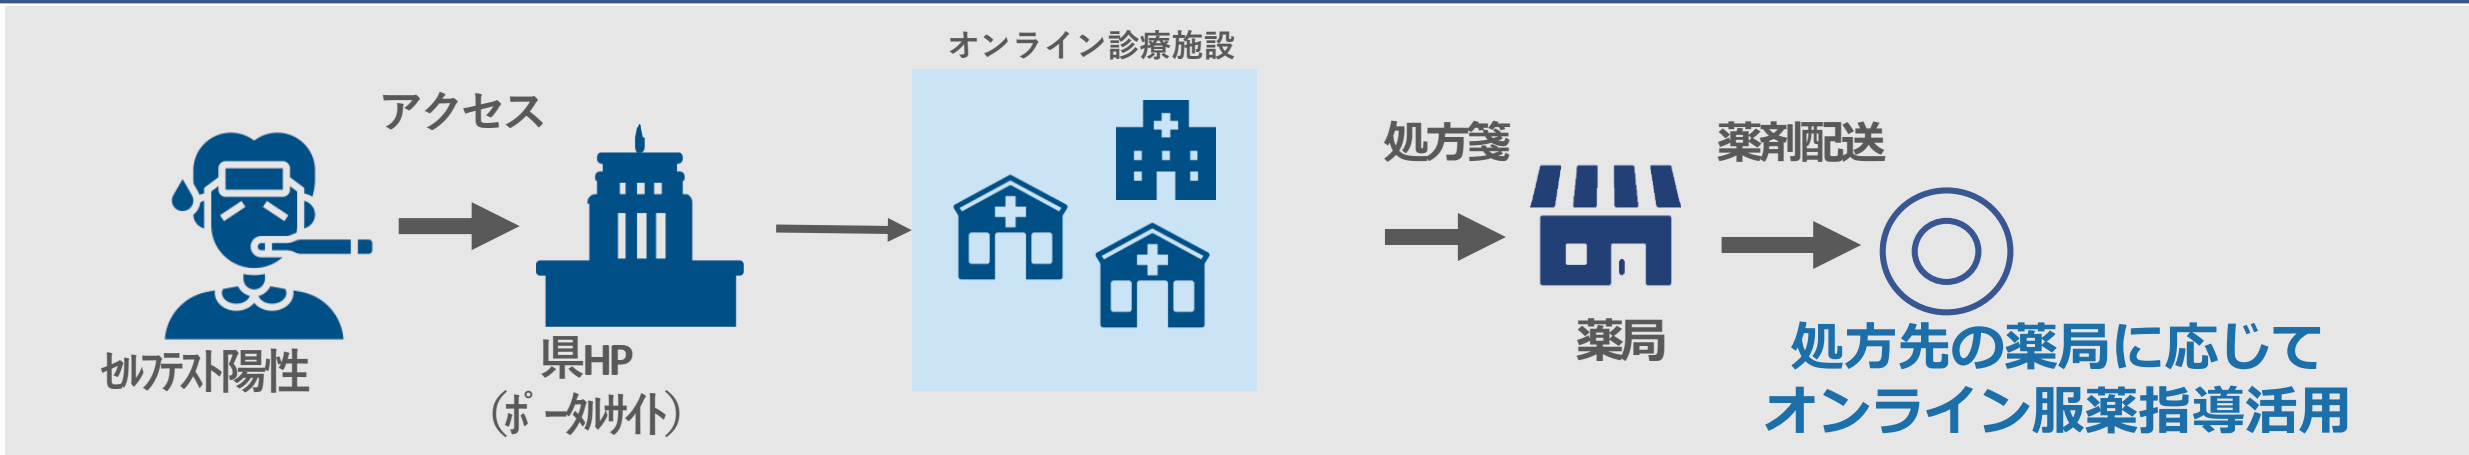 オンライン診療施設
アクセス
処方箋
薬剤配送
セルフテスト陽性
県HP
（ポータルサイト）
薬局
処方先の薬局に応じて
オンライン服薬指導活用